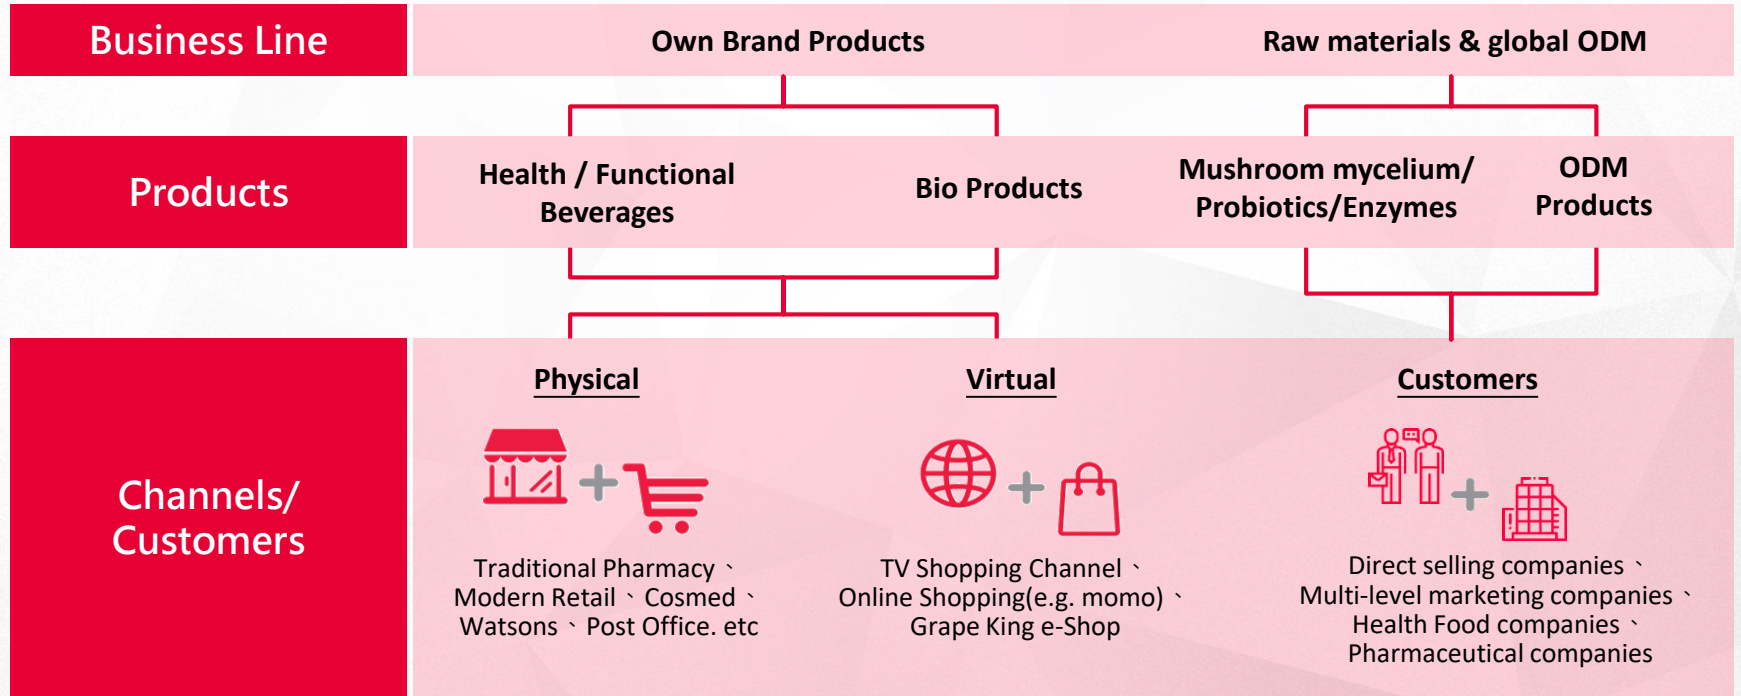 Business Line
Own Brand Products
Raw materials & global ODM
Products
Health / Functional
Beverages
Bio Products
Mushroom mycelium/
Probiotics/Enzymes
ODM
Products
Channels/
Customers
Physical
Traditional Pharmacy、
Modern Retail、Cosmed、
Watsons、Post Office. etc
Virtual
TV Shopping Channel、
Online Shopping(e.g. momo)、
Grape King e-Shop
Customers
Direct selling companies、
Multi-level marketing companies、
Health Food companies、
Pharmaceutical companies